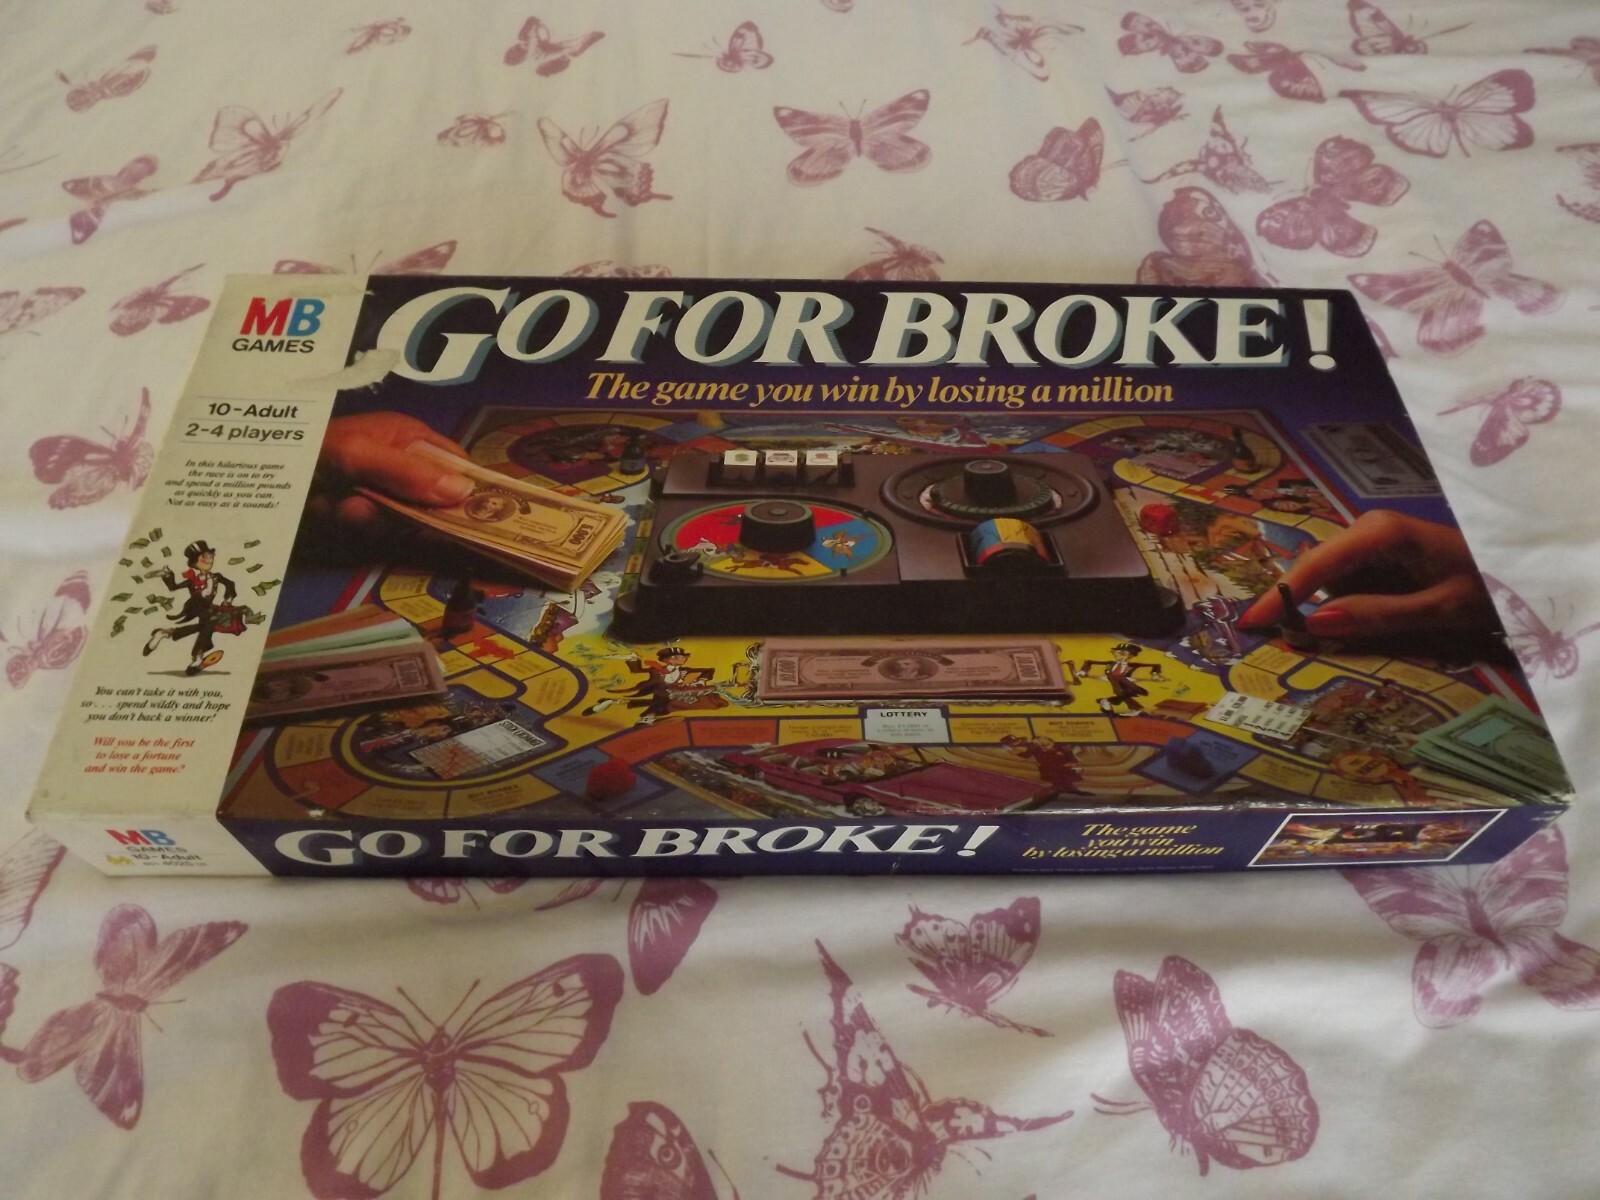 MB
GAMES
10-Adult
2-4 players
In this hilarious game
the race is on to try
and spend a million pounds
as quickly as you can.
Not as easy as it sounds!
You can't take it with you,
so . . . spend wildly and hope
you don't back a winner!
Will you be the first
to lose a fortune
and win the game?
GO FOR BROKE!
The game you win by losing a million
LOTTERY
MB
GAMES
10-Adult
GO FOR BROKE!
The game
you win
by losing a million